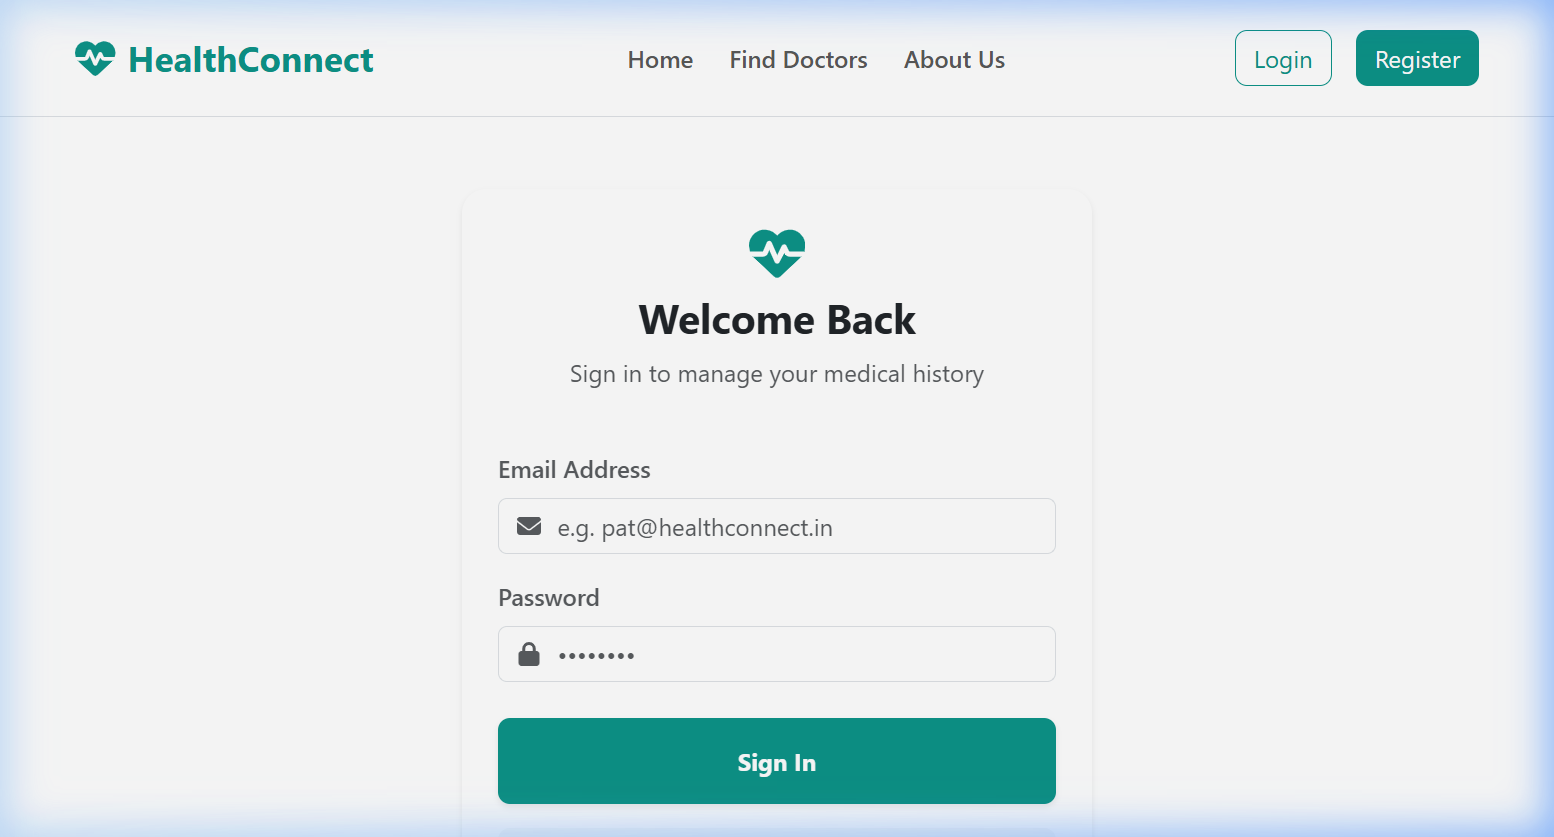 HealthConnect
Home
Find Doctors
About Us
Login
Register
Welcome Back
Sign in to manage your medical history
Email Address
e.g. pat@healthconnect.in
Password
••••••••
Sign In